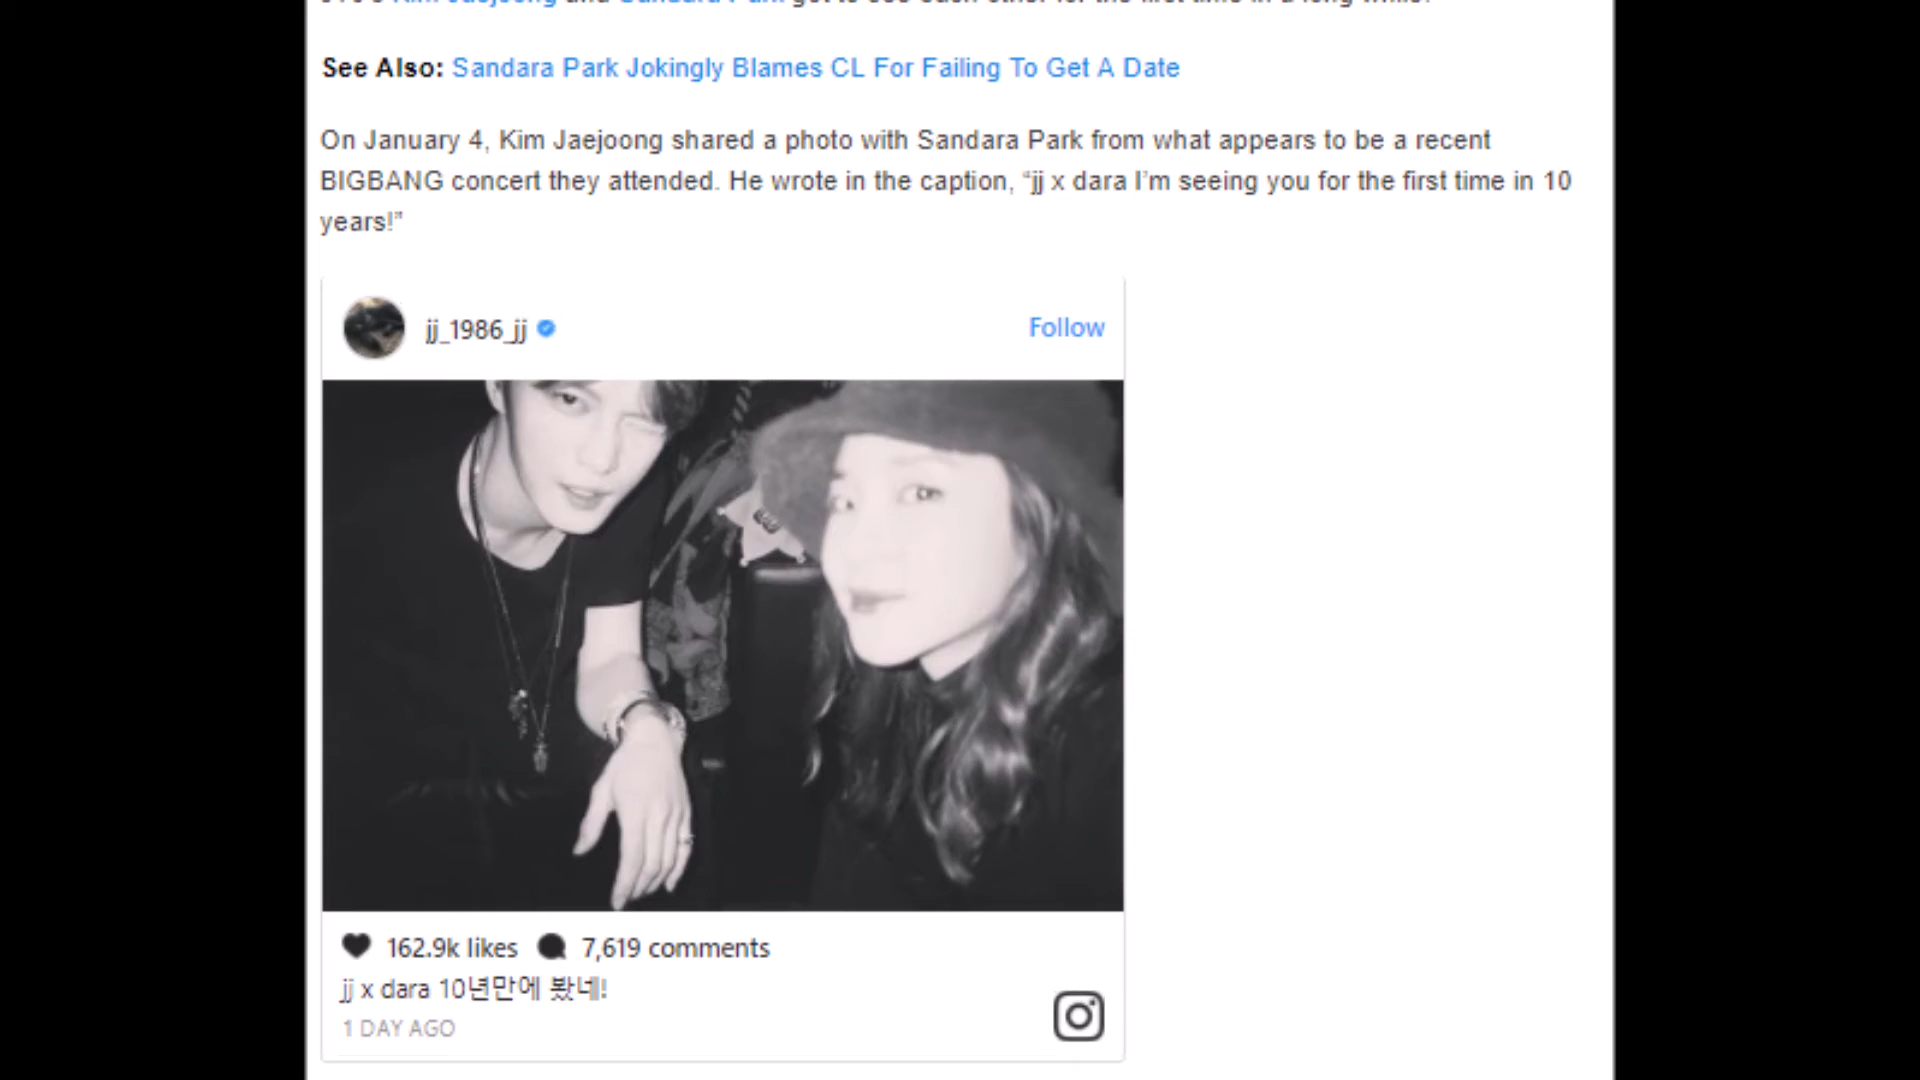 See Also: Sandara Park Jokingly Blames CL For Failing To Get A Date
On January 4, Kim Jaejoong shared a photo with Sandara Park from what appears to be a recent
BIGBANG concert they attended. He wrote in the caption, “jj x dara I’m seeing you for the first time in 10
years!”
jj_1986_jj
Follow
162.9k likes 7,619 comments
jj x dara 10년만에 봤네!
1 DAY AGO